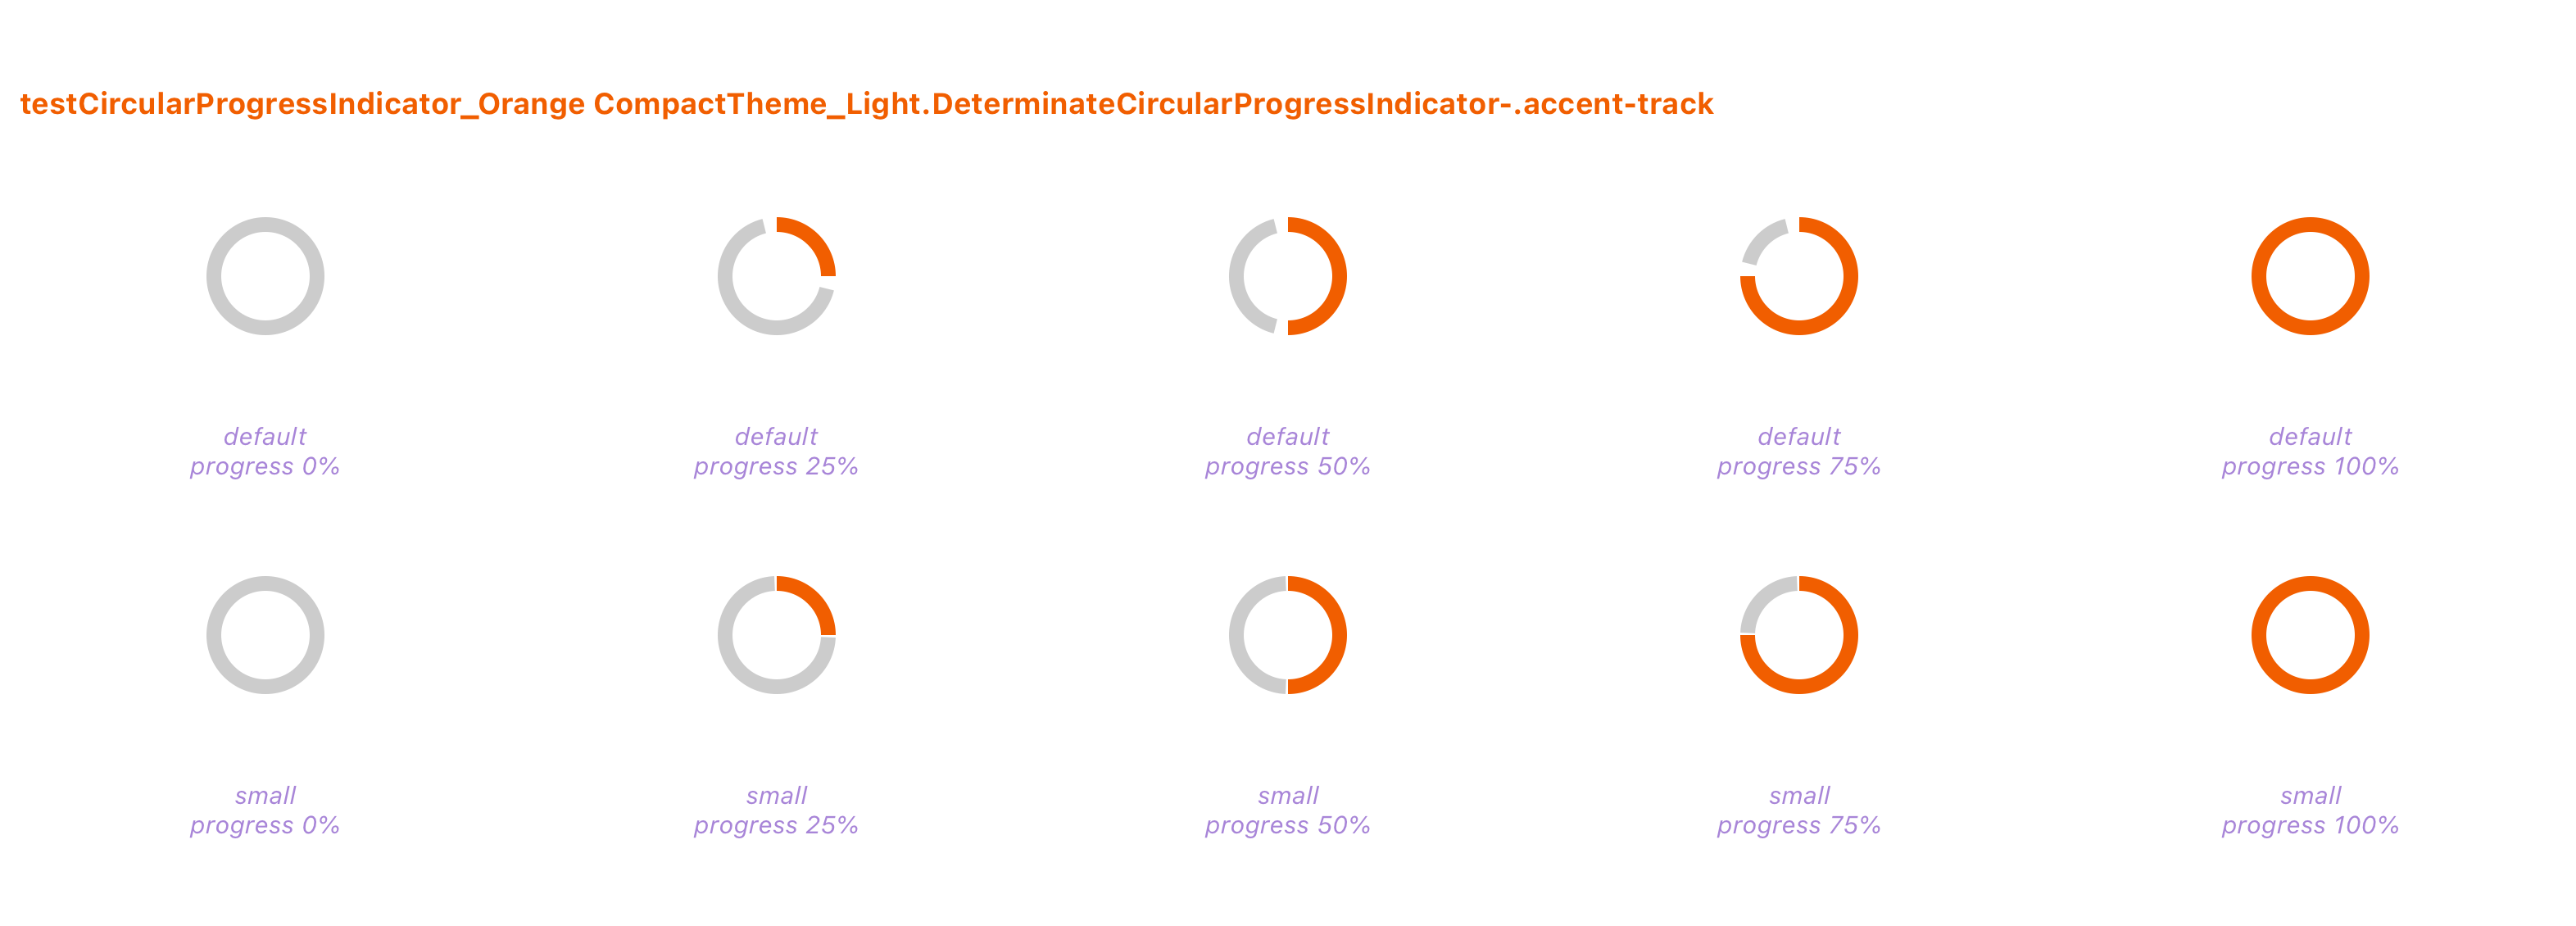 testCircularProgressIndicator_Orange CompactTheme_Light.DeterminateCircularProgressIndicator-.accent-track
default
progress 0%
default
progress 25%
default
progress 50%
default
progress 75%
default
progress 100%
small
progress 0%
small
progress 25%
small
progress 50%
small
progress 75%
small
progress 100%